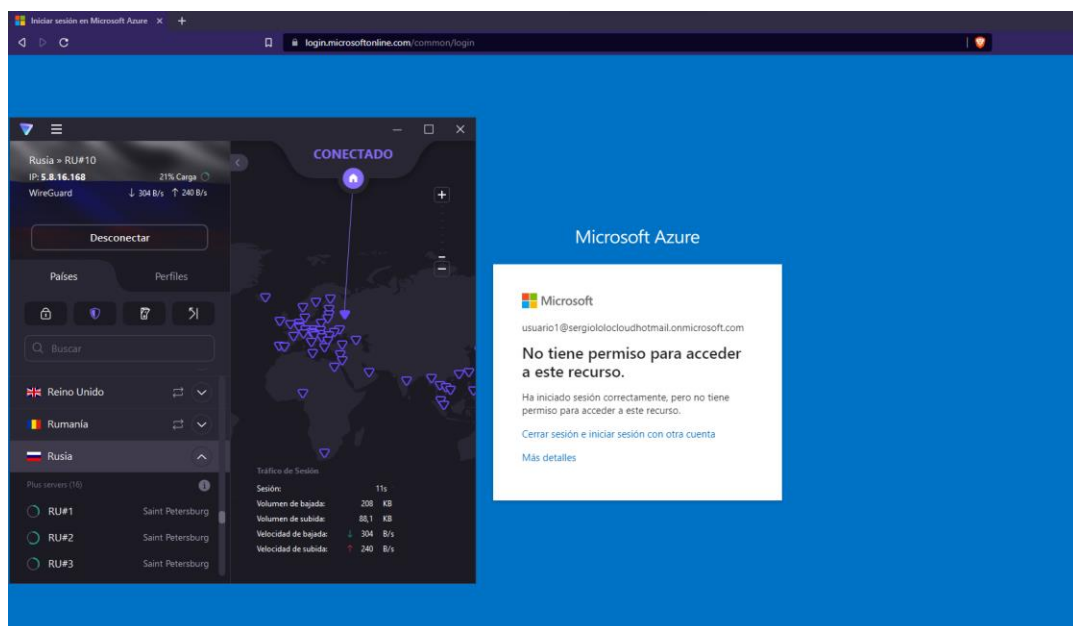 Iniciar sesión en Microsoft Azure
login.microsoftonline.com/common/login
Rusia » RU#10
IP: 5.8.16.168 21% Carga
WireGuard ↓ 304 B/s ↑ 240 B/s
Desconectar
Países Perfiles
Buscar
Reino Unido
Rumanía
Rusia
Plus servers (16)
RU#1 Saint Petersburg
RU#2 Saint Petersburg
RU#3 Saint Petersburg
CONECTADO
Tráfico de Sesión
Sesión: 11s
Volumen de bajada: 208 KB
Volumen de subida: 88,1 KB
Velocidad de bajada: ↓ 304 B/s
Velocidad de subida: ↑ 240 B/s
Microsoft Azure
Microsoft
usuario1@sergiololocloudhotmail.onmicrosoft.com
No tiene permiso para acceder
a este recurso.
Ha iniciado sesión correctamente, pero no tiene
permiso para acceder a este recurso.
Cerrar sesión e iniciar sesión con otra cuenta
Más detalles